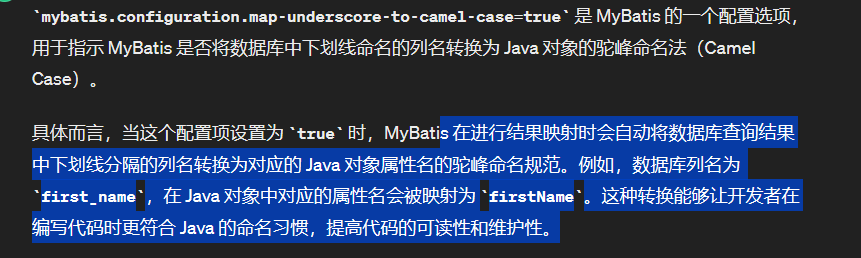 `mybatis.configuration.map-underscore-to-camel-case=true` 是 MyBatis 的一个配置选项，
用于指示 MyBatis 是否将数据库中下划线命名的列名转换为 Java 对象的驼峰命名法（Camel
Case）。
具体而言，当这个配置项设置为 `true` 时，MyBatis 在进行结果映射时会自动将数据库查询结果
中下划线分隔的列名转换为对应的 Java 对象属性名的驼峰命名规范。例如，数据库列名为
`first_name`，在 Java 对象中对应的属性名会被映射为 `firstName`。这种转换能够让开发者在
编写代码时更符合 Java 的命名习惯，提高代码的可读性和维护性。